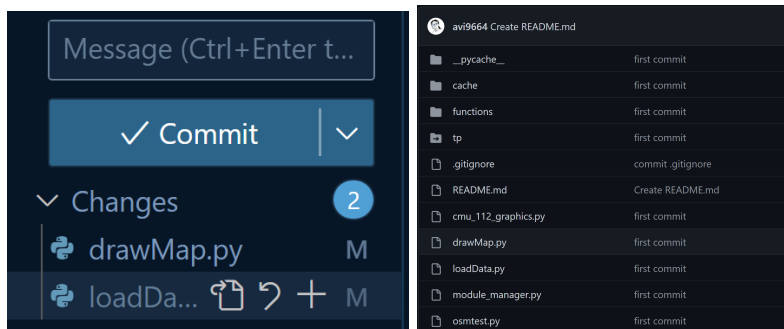 Message (Ctrl+Enter t...
Commit
Changes 2
drawMap.py M
loadDa... M
avi9664 Create README.md
__pycache__ first commit
cache first commit
functions first commit
tp first commit
.gitignore commit .gitignore
README.md Create README.md
cmu_112_graphics.py first commit
drawMap.py first commit
loadData.py first commit
module_manager.py first commit
osmtest.py first commit